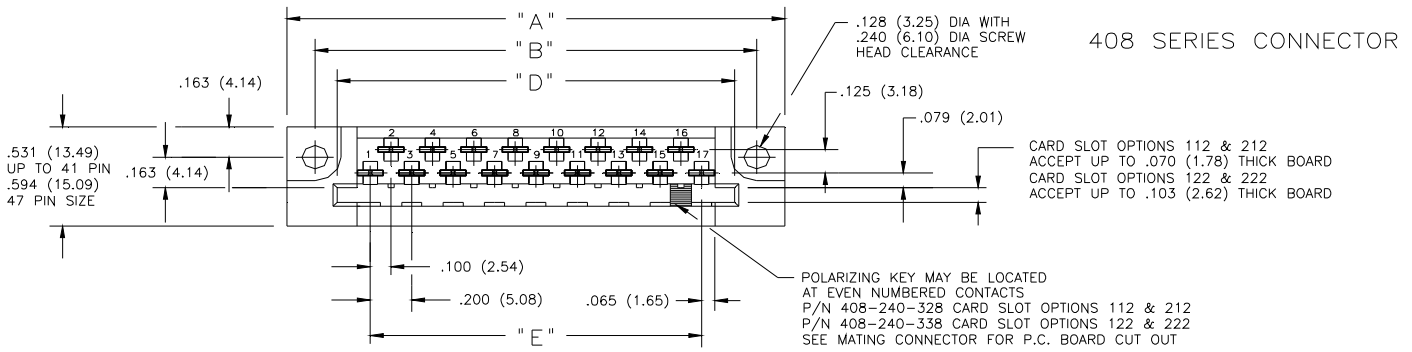 "A"
.128 (3.25) DIA WITH
.240 (6.10) DIA SCREW
HEAD CLEARANCE
408 SERIES CONNECTOR
"B"
"D"
.163 (4.14)
.125 (3.18)
.079 (2.01)
.531 (13.49)
UP TO 41 PIN
.594 (15.09)
47 PIN SIZE
.163 (4.14)
2 4 6 8 10 12 14 16
1 3 5 7 9 11 13 15 17
CARD SLOT OPTIONS 112 & 212
ACCEPT UP TO .070 (1.78) THICK BOARD
CARD SLOT OPTIONS 122 & 222
ACCEPT UP TO .103 (2.62) THICK BOARD
.100 (2.54)
.200 (5.08)
.065 (1.65)
"E"
POLARIZING KEY MAY BE LOCATED
AT EVEN NUMBERED CONTACTS
P/N 408-240-328 CARD SLOT OPTIONS 112 & 212
P/N 408-240-338 CARD SLOT OPTIONS 122 & 222
SEE MATING CONNECTOR FOR P.C. BOARD CUT OUT